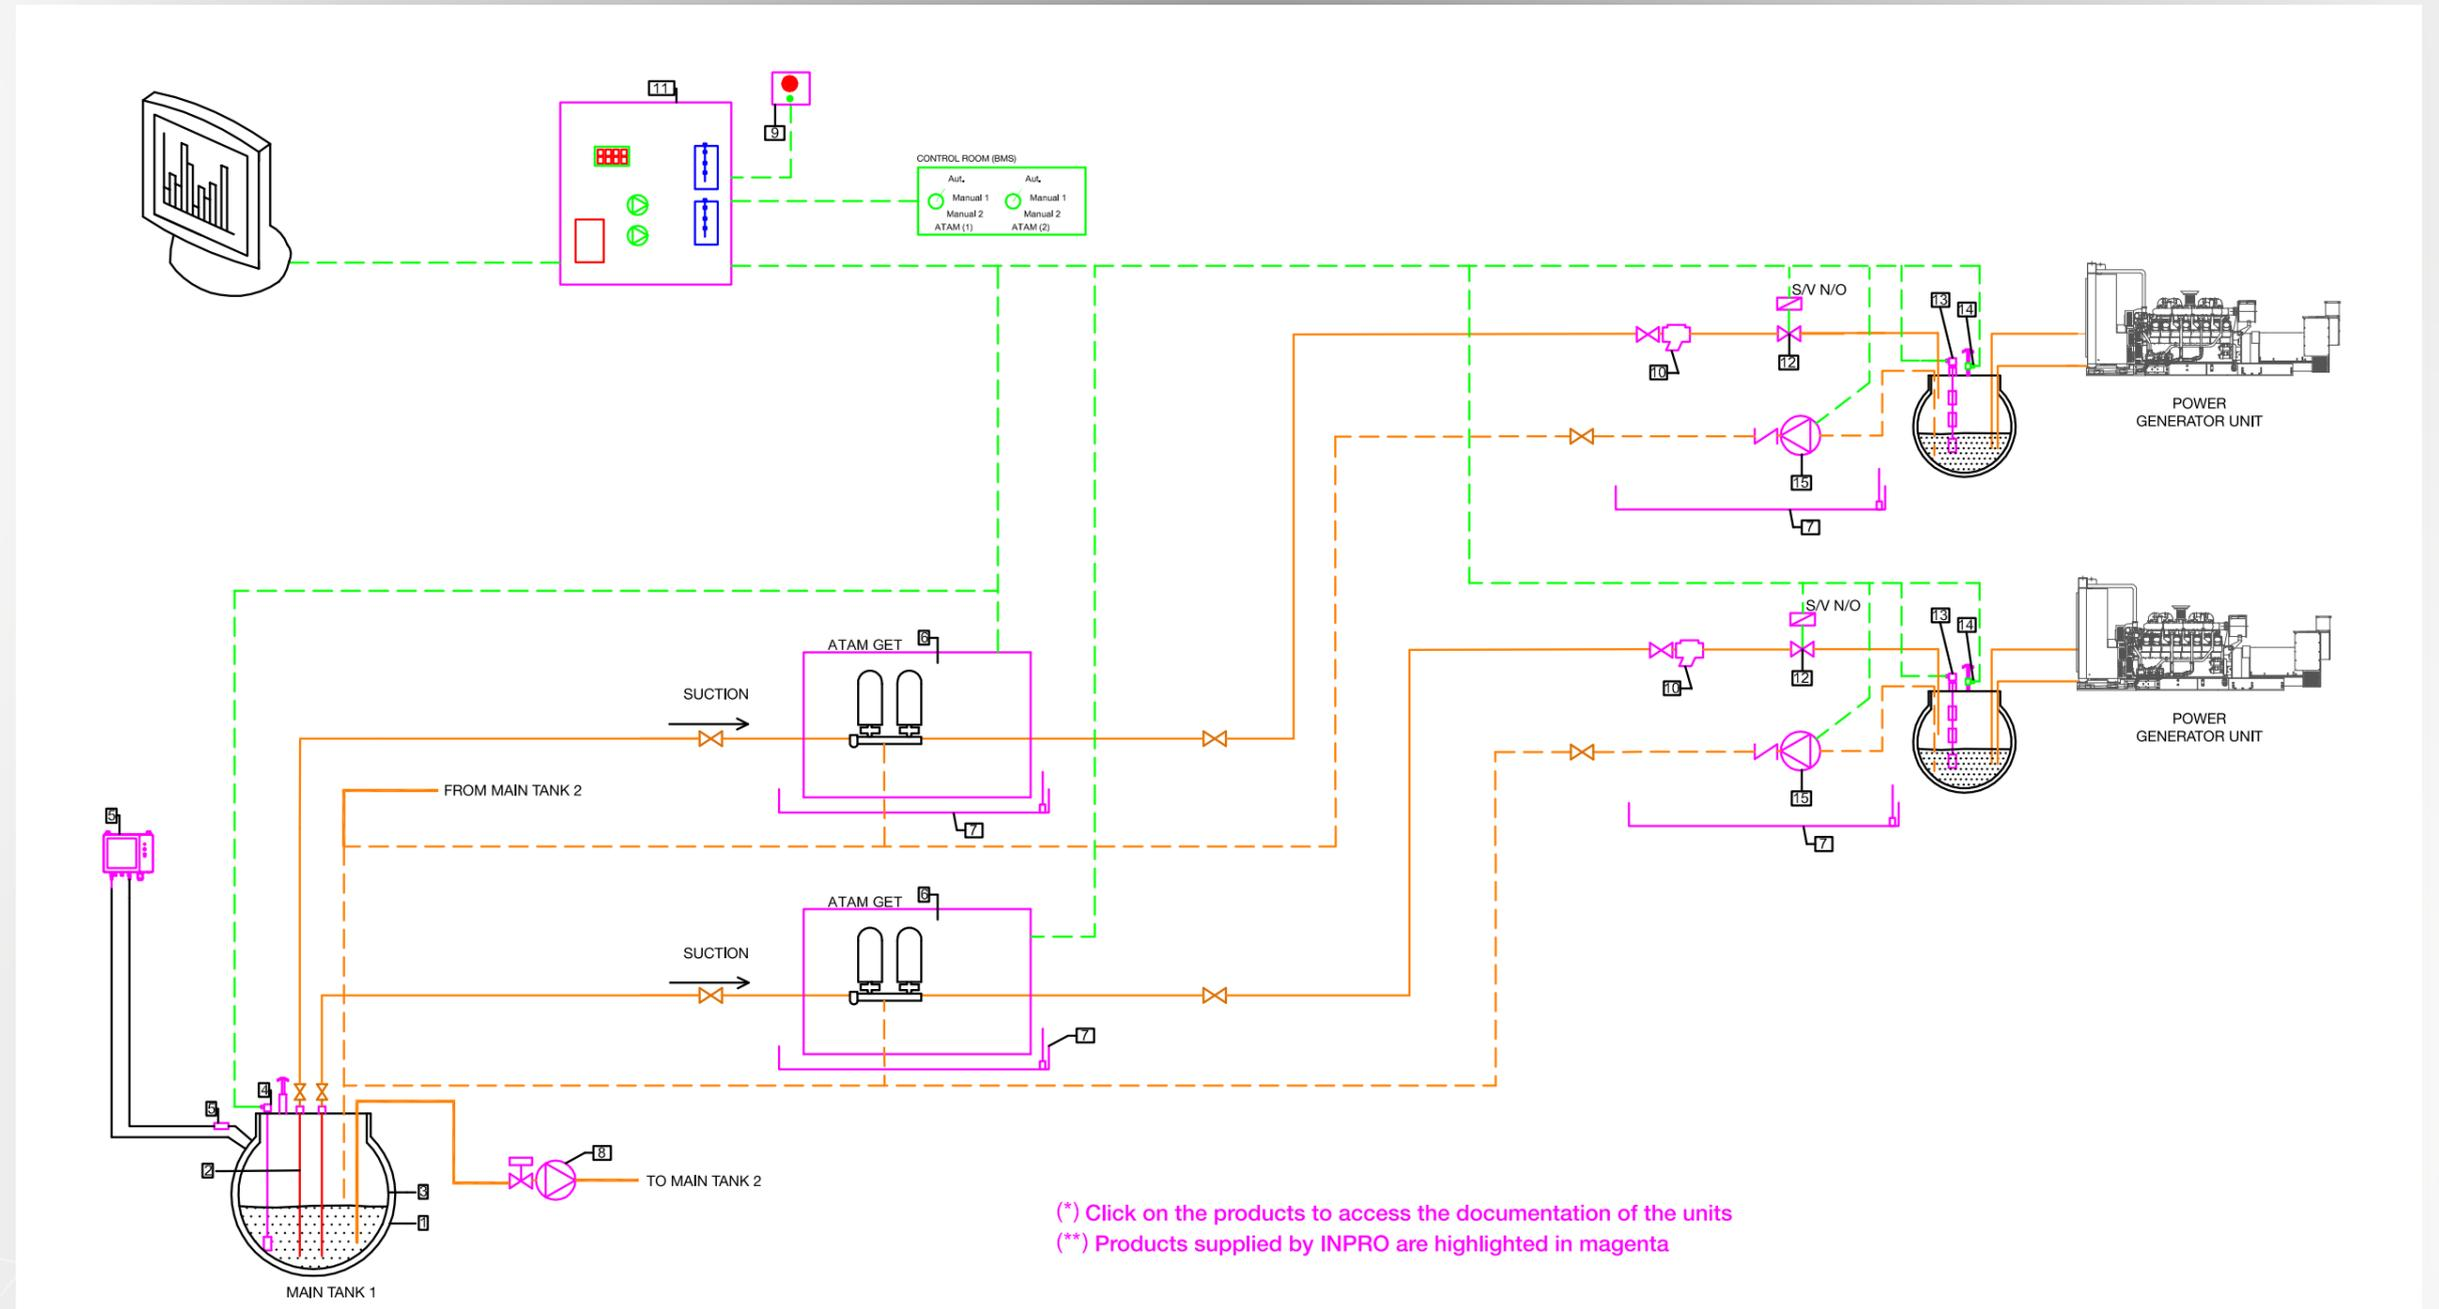 11
9
CONTROL ROOM (BMS)
Aut.
Aut.
Manual 1
Manual 1
Manual 2
Manual 2
ATAM (1)
ATAM (2)
S/V N/O
13
14
10
12
POWER
GENERATOR UNIT
15
7
S/V N/O
13
14
10
12
POWER
GENERATOR UNIT
15
7
ATAM GET
6
SUCTION
FROM MAIN TANK 2
7
5
ATAM GET
6
SUCTION
7
4
5
2
3
1
8
TO MAIN TANK 2
MAIN TANK 1
(*) Click on the products to access the documentation of the units
(**) Products supplied by INPRO are highlighted in magenta